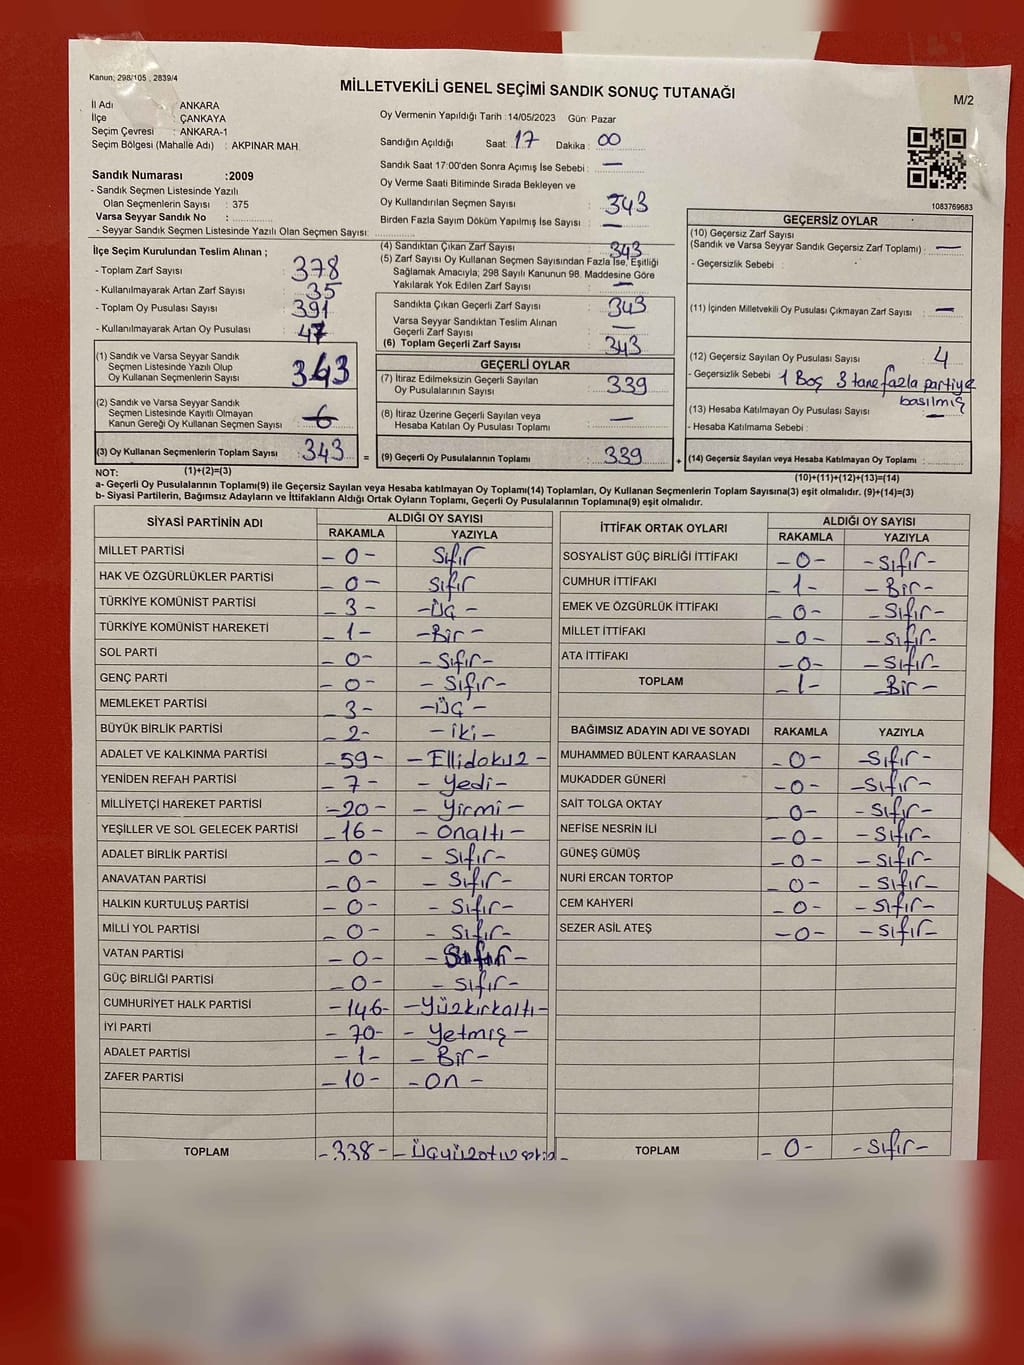 Kanun; 298/105 , 2839/4
MİLLETVEKİLİ GENEL SEÇİMİ SANDIK SONUÇ TUTANAĞI
M/2
İl Adı : ANKARA
İlçe : ÇANKAYA
Seçim Çevresi : ANKARA-1
Seçim Bölgesi (Mahalle Adı) : AKPINAR MAH.
Sandık Numarası :2009
- Sandık Seçmen Listesinde Yazılı
Olan Seçmenlerin Sayısı : 375
Varsa Seyyar Sandık No :
- Seyyar Sandık Seçmen Listesinde Yazılı Olan Seçmen Sayısı:
Oy Vermenin Yapıldığı Tarih :14/05/2023 Gün: Pazar
Sandığın Açıldığı Saat: 17 Dakika : 00
Sandık Saat 17:00'den Sonra Açımış İse Sebebi : —
Oy Verme Saati Bitiminde Sırada Bekleyen ve
Oy Kullandırılan Seçmen Sayısı : 343
Birden Fazla Sayım Döküm Yapılmış İse Sayısı : —
1083769683
İlçe Seçim Kurulundan Teslim Alınan ;
- Toplam Zarf Sayısı : 378
- Kullanılmayarak Artan Zarf Sayısı : 35
- Toplam Oy Pusulası Sayısı : 391
- Kullanılmayarak Artan Oy Pusulası : 47
(1) Sandık ve Varsa Seyyar Sandık
Seçmen Listesinde Yazılı Olup
Oy Kullanan Seçmenlerin Sayısı : 343
(2) Sandık ve Varsa Seyyar Sandık
Seçmen Listesinde Kayıtlı Olmayan
Kanun Gereği Oy Kullanan Seçmen Sayısı :
(3) Oy Kullanan Seçmenlerin Toplam Sayısı : 343 =
(1)+(2)=(3)
(4) Sandıktan Çıkan Zarf Sayısı : 343
(5) Zarf Sayısı Oy Kullanan Seçmen Sayısından Fazla İse, Eşitliği
Sağlamak Amacıyla; 298 Sayılı Kanunun 98. Maddesine Göre
Yakılarak Yok Edilen Zarf Sayısı : —
Sandıkta Çıkan Geçerli Zarf Sayısı : 343
Varsa Seyyar Sandıktan Teslim Alınan
Geçerli Zarf Sayısı : —
(6) Toplam Geçerli Zarf Sayısı : 343
GEÇERLİ OYLAR
(7) İtiraz Edilmeksizin Geçerli Sayılan
Oy Pusulalarının Sayısı : 339
(8) İtiraz Üzerine Geçerli Sayılan veya
Hesaba Katılan Oy Pusulası Toplamı : —
(9) Geçerli Oy Pusulalarının Toplamı : 339 +
GEÇERSİZ OYLAR
(10) Geçersiz Zarf Sayısı
(Sandık ve Varsa Seyyar Sandık Geçersiz Zarf Toplamı) : —
- Geçersizlik Sebebi :
(11) İçinden Milletvekili Oy Pusulası Çıkmayan Zarf Sayısı : —
(12) Geçersiz Sayılan Oy Pusulası Sayısı : 4
- Geçersizlik Sebebi : 1 Boş 3 tane fazla partiye
basılmış
(13) Hesaba Katılmayan Oy Pusulası Sayısı : —
- Hesaba Katılmama Sebebi :
(14) Geçersiz Sayılan veya Hesaba Katılmayan Oy Toplamı :
(10)+(11)+(12)+(13)=(14)
NOT:
a- Geçerli Oy Pusulalarının Toplamı(9) ile Geçersiz Sayılan veya Hesaba katılmayan Oy Toplamı(14) Toplamları, Oy Kullanan Seçmenlerin Toplam Sayısına(3) eşit olmalıdır. (9)+(14)=(3)
b- Siyasi Partilerin, Bağımsız Adayların ve İttifakların Aldığı Ortak Oyların Toplamı, Geçerli Oy Pusulalarının Toplamına(9) eşit olmalıdır.
SİYASİ PARTİNİN ADI ALDIĞI OY SAYISI
RAKAMLA YAZIYLA
MİLLET PARTİSİ -0- Sıfır
HAK VE ÖZGÜRLÜKLER PARTİSİ -0- Sıfır
TÜRKİYE KOMÜNİST PARTİSİ -3- -Üç-
TÜRKİYE KOMÜNİST HAREKETİ -1- -Bir-
SOL PARTİ -0- -Sıfır-
GENÇ PARTİ -0- -Sıfır-
MEMLEKET PARTİSİ -3- -Üç-
BÜYÜK BİRLİK PARTİSİ -2- -iki-
ADALET VE KALKINMA PARTİSİ -59- -Ellidokuz-
YENİDEN REFAH PARTİSİ -7- -Yedi-
MİLLİYETÇİ HAREKET PARTİSİ -20- -Yirmi-
YEŞİLLER VE SOL GELECEK PARTİSİ -16- -Onaltı-
ADALET BİRLİK PARTİSİ -0- -Sıfır-
ANAVATAN PARTİSİ -0- -Sıfır-
HALKIN KURTULUŞ PARTİSİ -0- -Sıfır-
MİLLİ YOL PARTİSİ -0- -Sıfır-
VATAN PARTİSİ -0-
GÜÇ BİRLİĞİ PARTİSİ -0- -Sıfır-
CUMHURİYET HALK PARTİSİ -146- -Yüzkırkaltı-
İYİ PARTİ -70- -Yetmiş-
ADALET PARTİSİ -1- -Bir-
ZAFER PARTİSİ -10- -On-
TOPLAM -338- -Üçyüzotuzsekiz-
İTTİFAK ORTAK OYLARI ALDIĞI OY SAYISI
RAKAMLA YAZIYLA
SOSYALİST GÜÇ BİRLİĞİ İTTİFAKI -0- -Sıfır-
CUMHUR İTTİFAKI -1- -Bir-
EMEK VE ÖZGÜRLÜK İTTİFAKI -0- -Sıfır-
MİLLET İTTİFAKI -0- -Sıfır-
ATA İTTİFAKI -0- -Sıfır-
TOPLAM -1- -Bir-
BAĞIMSIZ ADAYIN ADI VE SOYADI RAKAMLA YAZIYLA
MUHAMMED BÜLENT KARAASLAN -0- -Sıfır-
MUKADDER GÜNERİ -0- -Sıfır-
SAİT TOLGA OKTAY -0- -Sıfır-
NEFİSE NESRİN İLİ -0- -Sıfır-
GÜNEŞ GÜMÜŞ -0- -Sıfır-
NURİ ERCAN TORTOP -0- -Sıfır-
CEM KAHYERİ -0- -Sıfır-
SEZER ASİL ATEŞ -0- -Sıfır-
TOPLAM -0- -Sıfır-